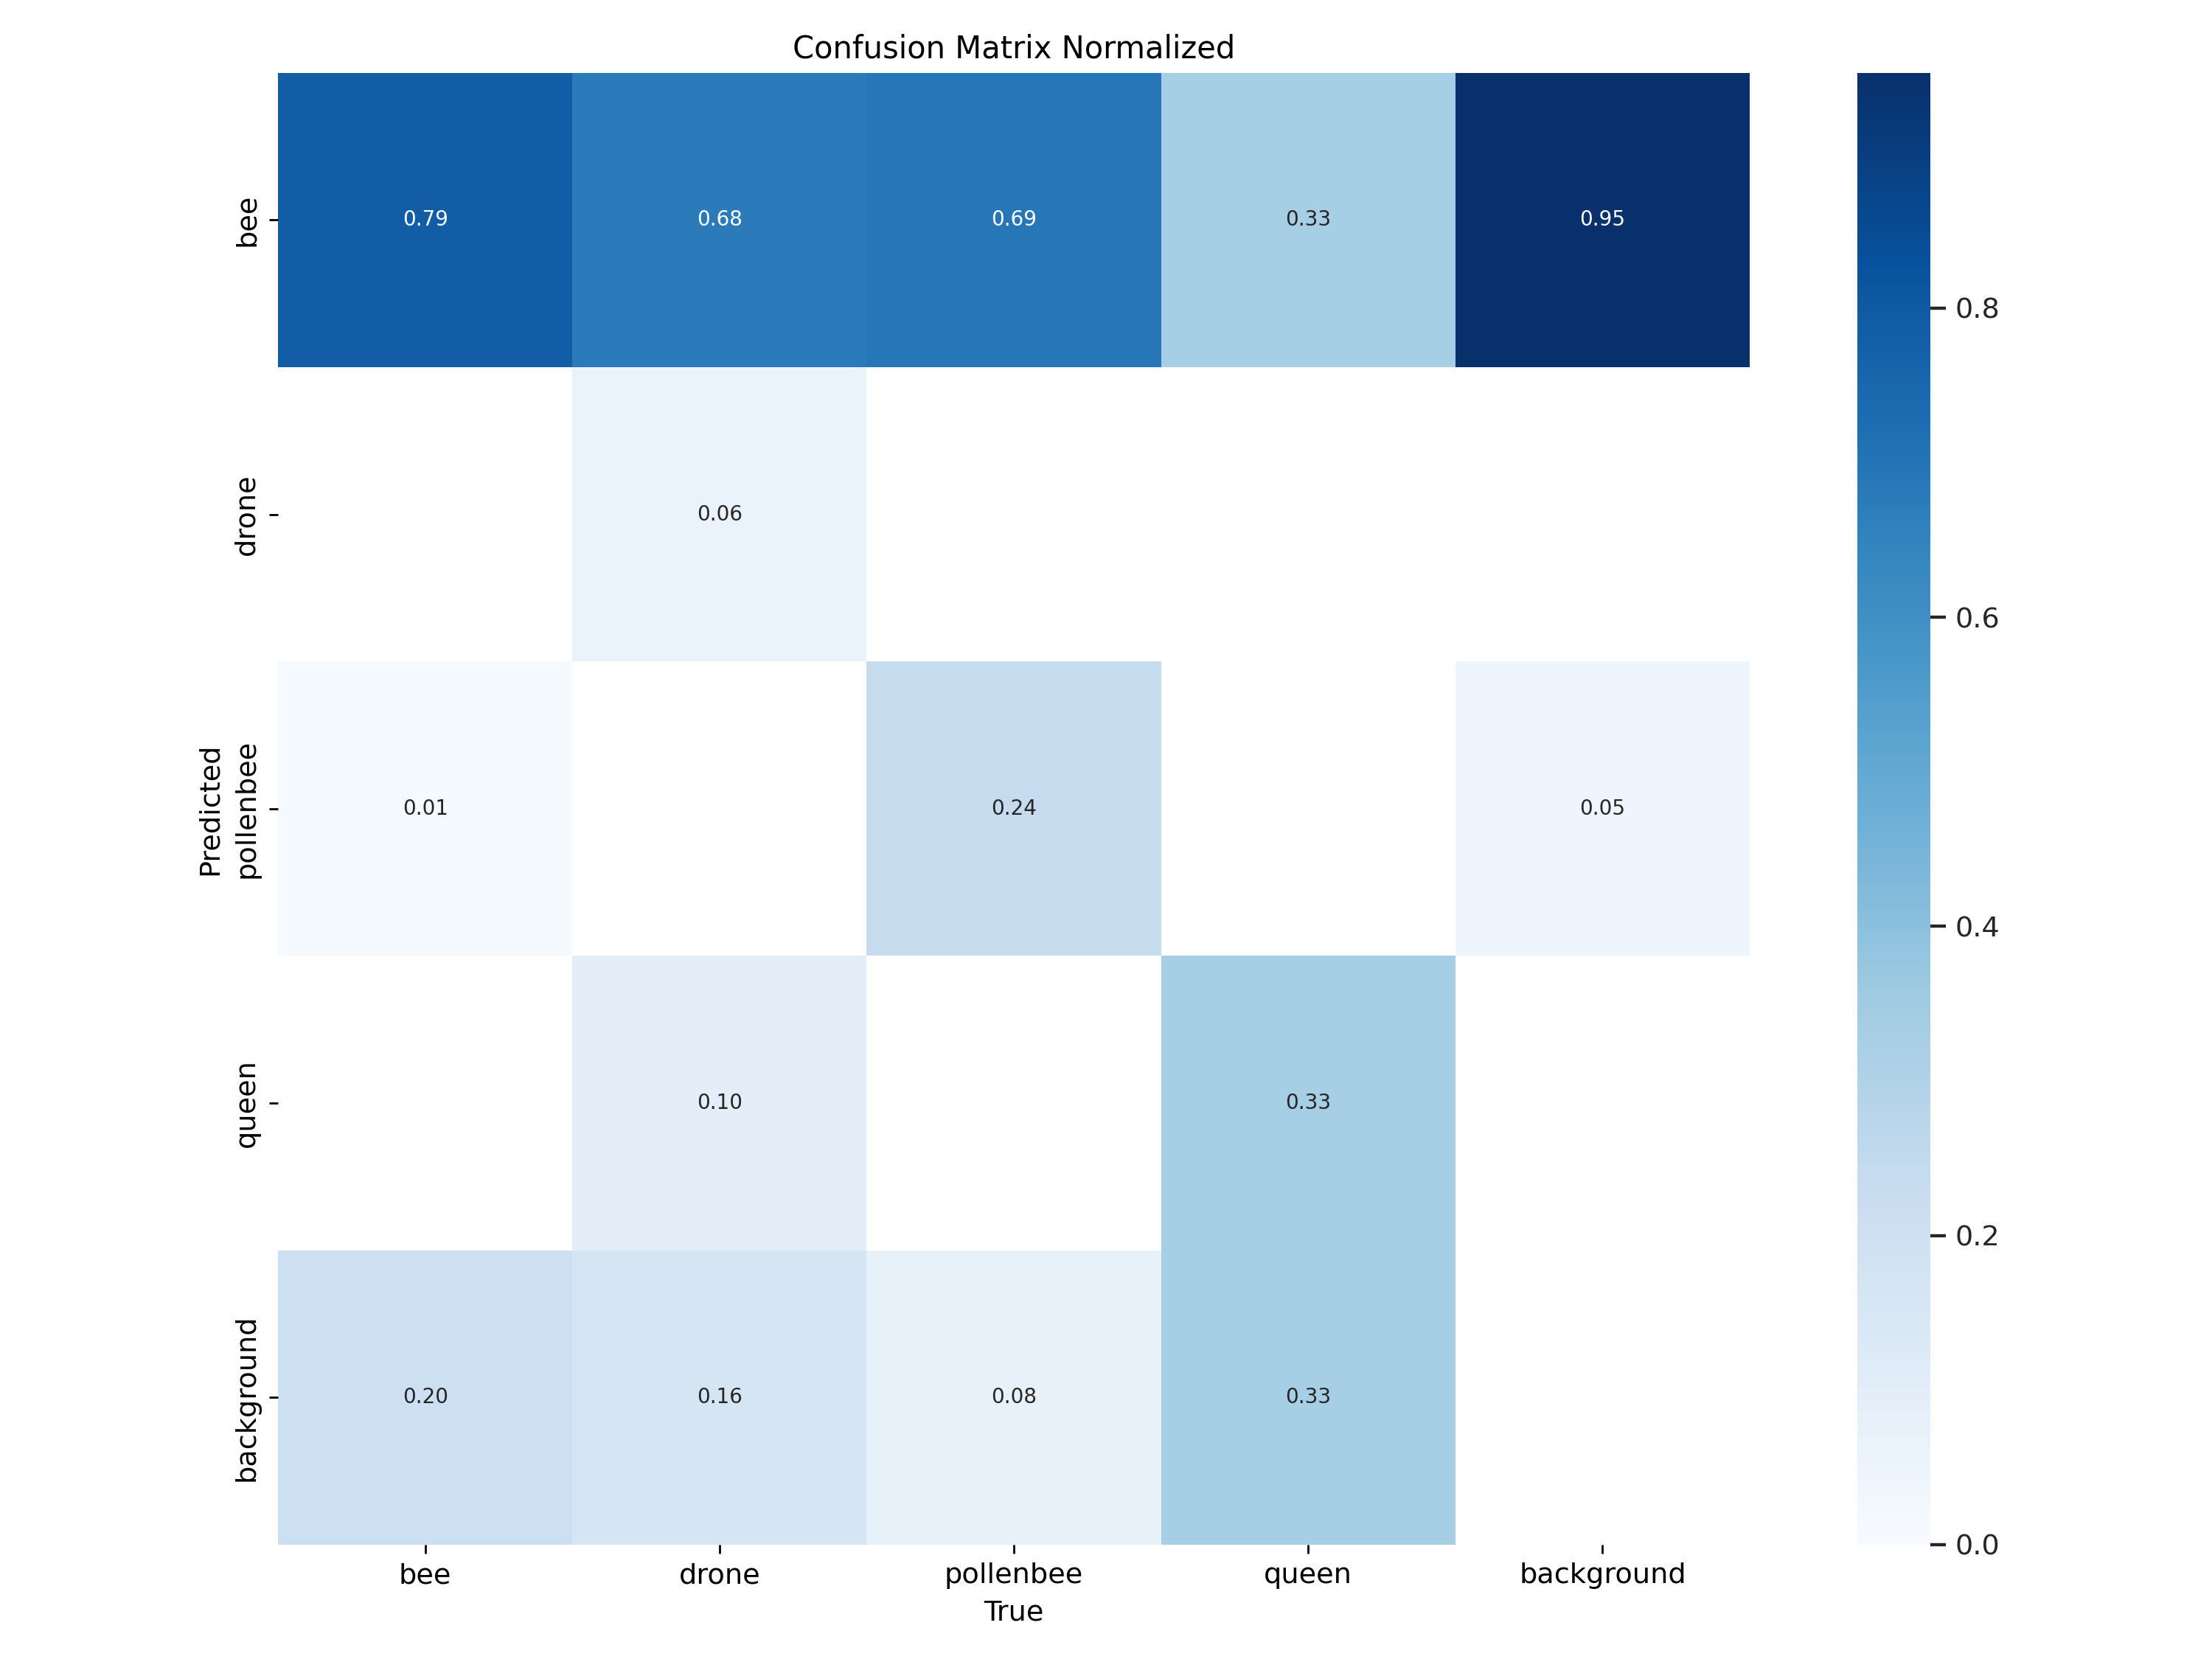 Confusion Matrix Normalized
bee
0.79
0.68
0.69
0.33
0.95
drone
0.06
pollenbee
0.01
0.24
0.05
queen
0.10
0.33
background
0.20
0.16
0.08
0.33
Predicted
bee
drone
pollenbee
queen
background
True
0.8
0.6
0.4
0.2
0.0